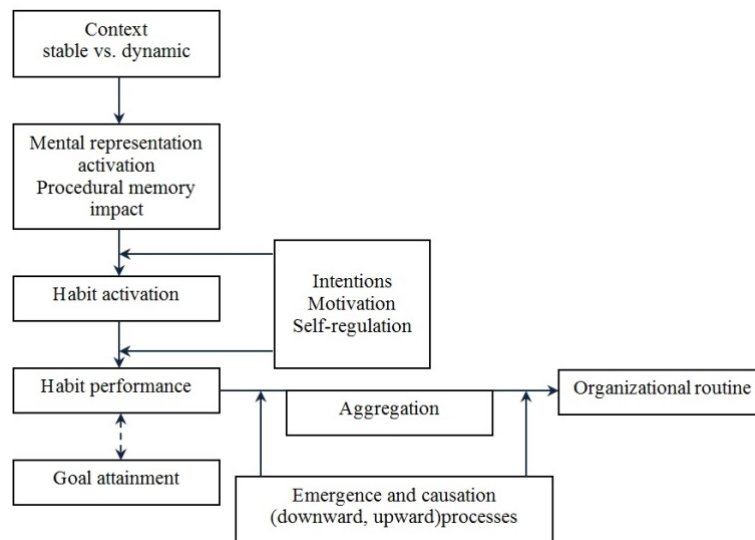 Context
stable vs. dynamic
Mental representation
activation
Procedural memory
impact
Intentions
Motivation
Self-regulation
Habit activation
Habit performance
Aggregation
Organizational routine
Goal attainment
Emergence and causation
(downward, upward)processes